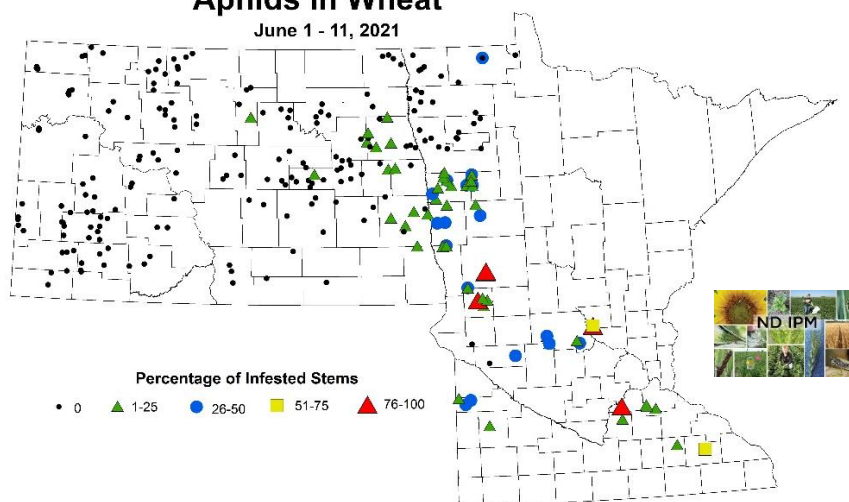 Aphids in Wheat
June 1 - 11, 2021
ND IPM
Percentage of Infested Stems
0 1-25 26-50 51-75 76-100